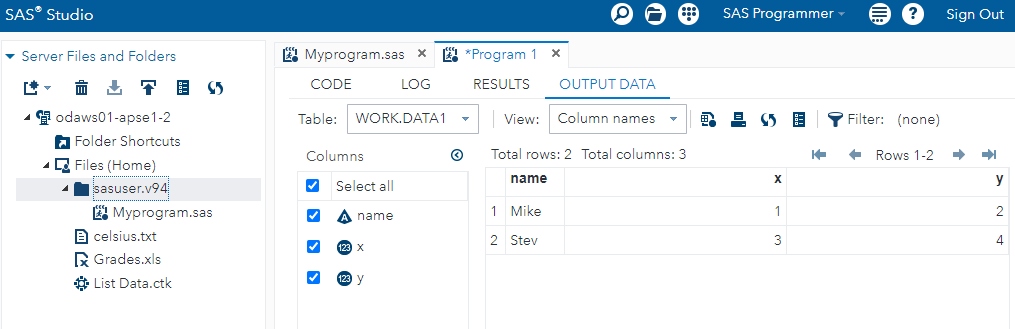 SAS® Studio
SAS Programmer
Sign Out
Server Files and Folders
odaws01-apse1-2
Folder Shortcuts
Files (Home)
sasuser.v94
Myprogram.sas
celsius.txt
Grades.xls
List Data.ctk
Myprogram.sas
*Program 1
CODE LOG RESULTS OUTPUT DATA
Table: WORK.DATA1 View: Column names Filter: (none)
Columns
Select all
name
x
y
Total rows: 2 Total columns: 3 Rows 1-2
name x y
1 Mike 1 2
2 Stev 3 4